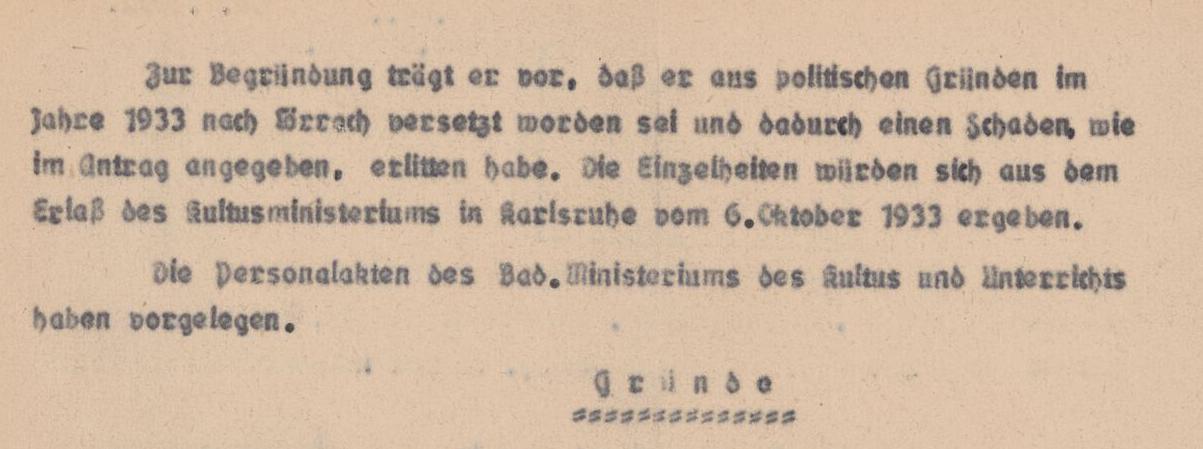 Zur Begründung trägt er vor, daß er aus politischen Gründen im
Jahre 1933 nach Lörrach versetzt worden sei und dadurch einen Schaden, wie
im Antrag angegeben, erlitten habe. Die Einzelheiten würden sich aus dem
Erlaß des Kultusministeriums in Karlsruhe vom 6.Oktober 1933 ergeben.
Die Personalakten des Bad.Ministeriums des Kultus und Unterrichts
haben vorgelegen.
G r ü n d e
==============